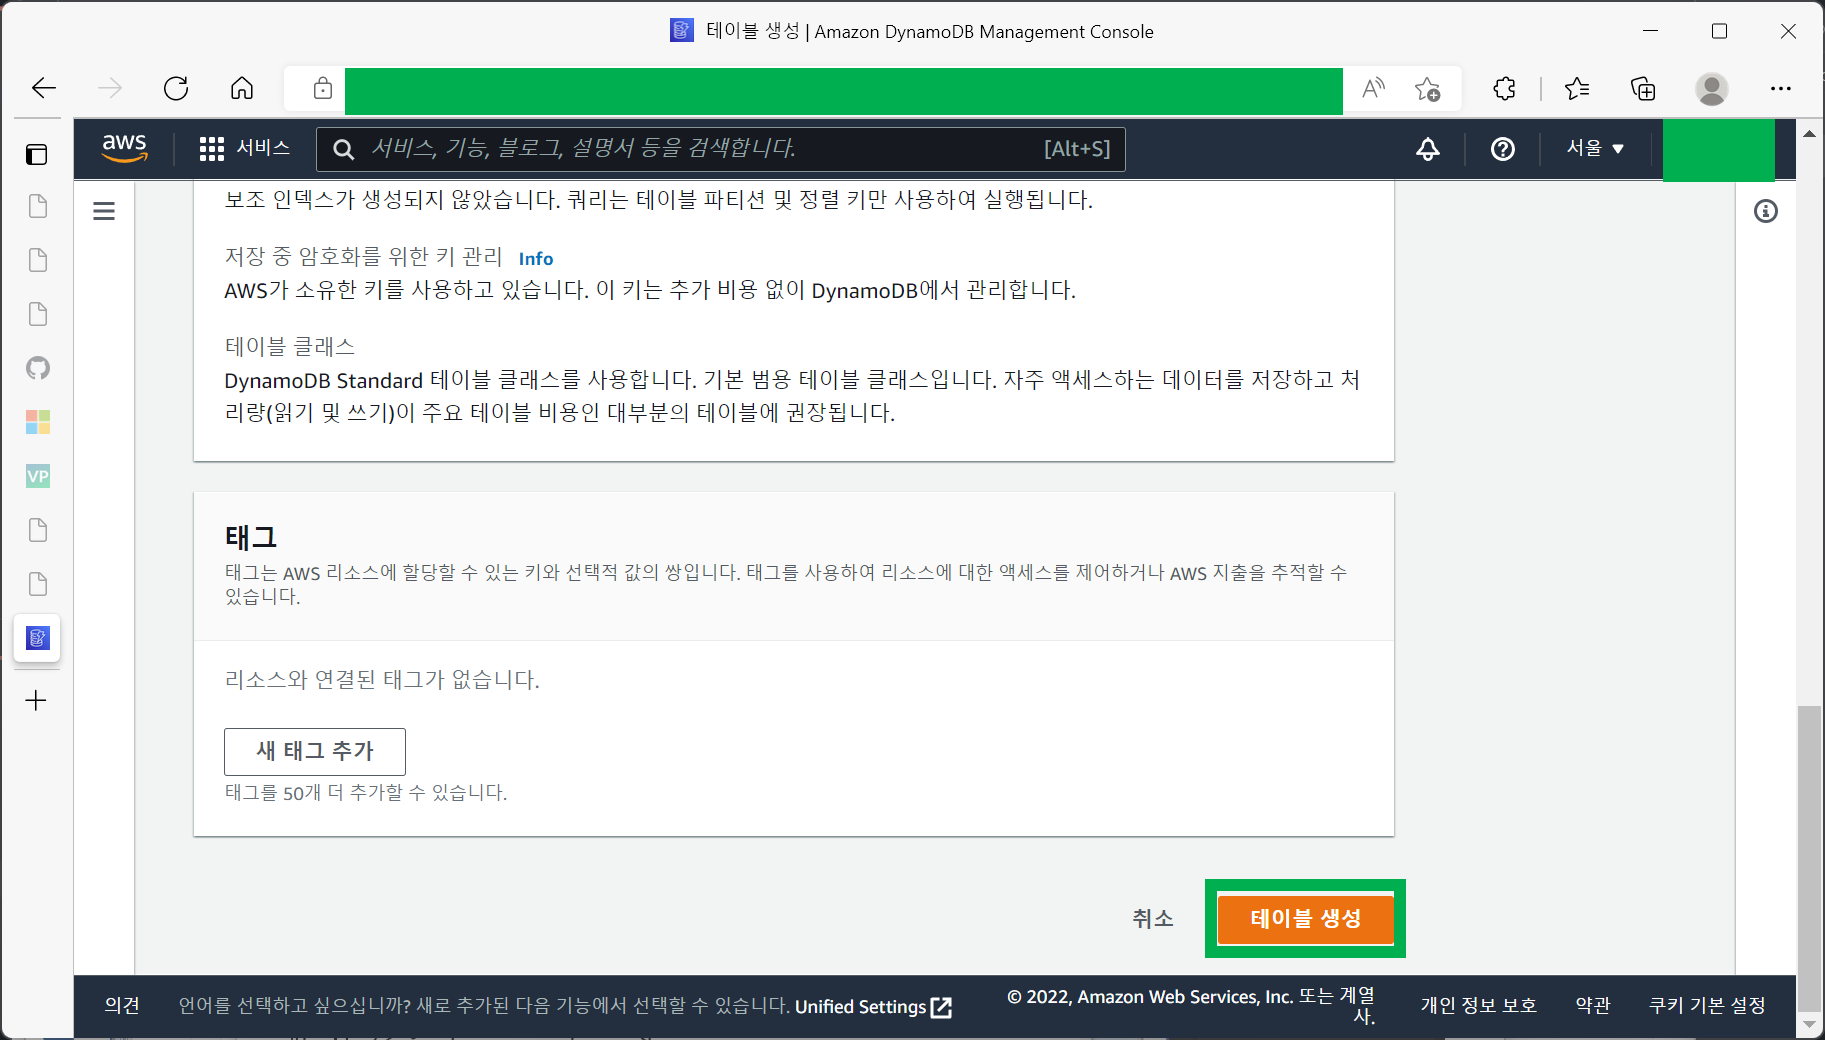 테이블 생성 | Amazon DynamoDB Management Console
aws
서비스
서비스, 기능, 블로그, 설명서 등을 검색합니다.
[Alt+S]
서울
보조 인덱스가 생성되지 않았습니다. 쿼리는 테이블 파티션 및 정렬 키만 사용하여 실행됩니다.
저장 중 암호화를 위한 키 관리 Info
AWS가 소유한 키를 사용하고 있습니다. 이 키는 추가 비용 없이 DynamoDB에서 관리합니다.
테이블 클래스
DynamoDB Standard 테이블 클래스를 사용합니다. 기본 범용 테이블 클래스입니다. 자주 액세스하는 데이터를 저장하고 처
리량(읽기 및 쓰기)이 주요 테이블 비용인 대부분의 테이블에 권장됩니다.
VP
태그
태그는 AWS 리소스에 할당할 수 있는 키와 선택적 값의 쌍입니다. 태그를 사용하여 리소스에 대한 액세스를 제어하거나 AWS 지출을 추적할 수
있습니다.
리소스와 연결된 태그가 없습니다.
새 태그 추가
태그를 50개 더 추가할 수 있습니다.
취소
테이블 생성
의견
언어를 선택하고 싶으십니까? 새로 추가된 다음 기능에서 선택할 수 있습니다. Unified Settings
© 2022, Amazon Web Services, Inc. 또는 계열
사.
개인 정보 보호
약관
쿠키 기본 설정